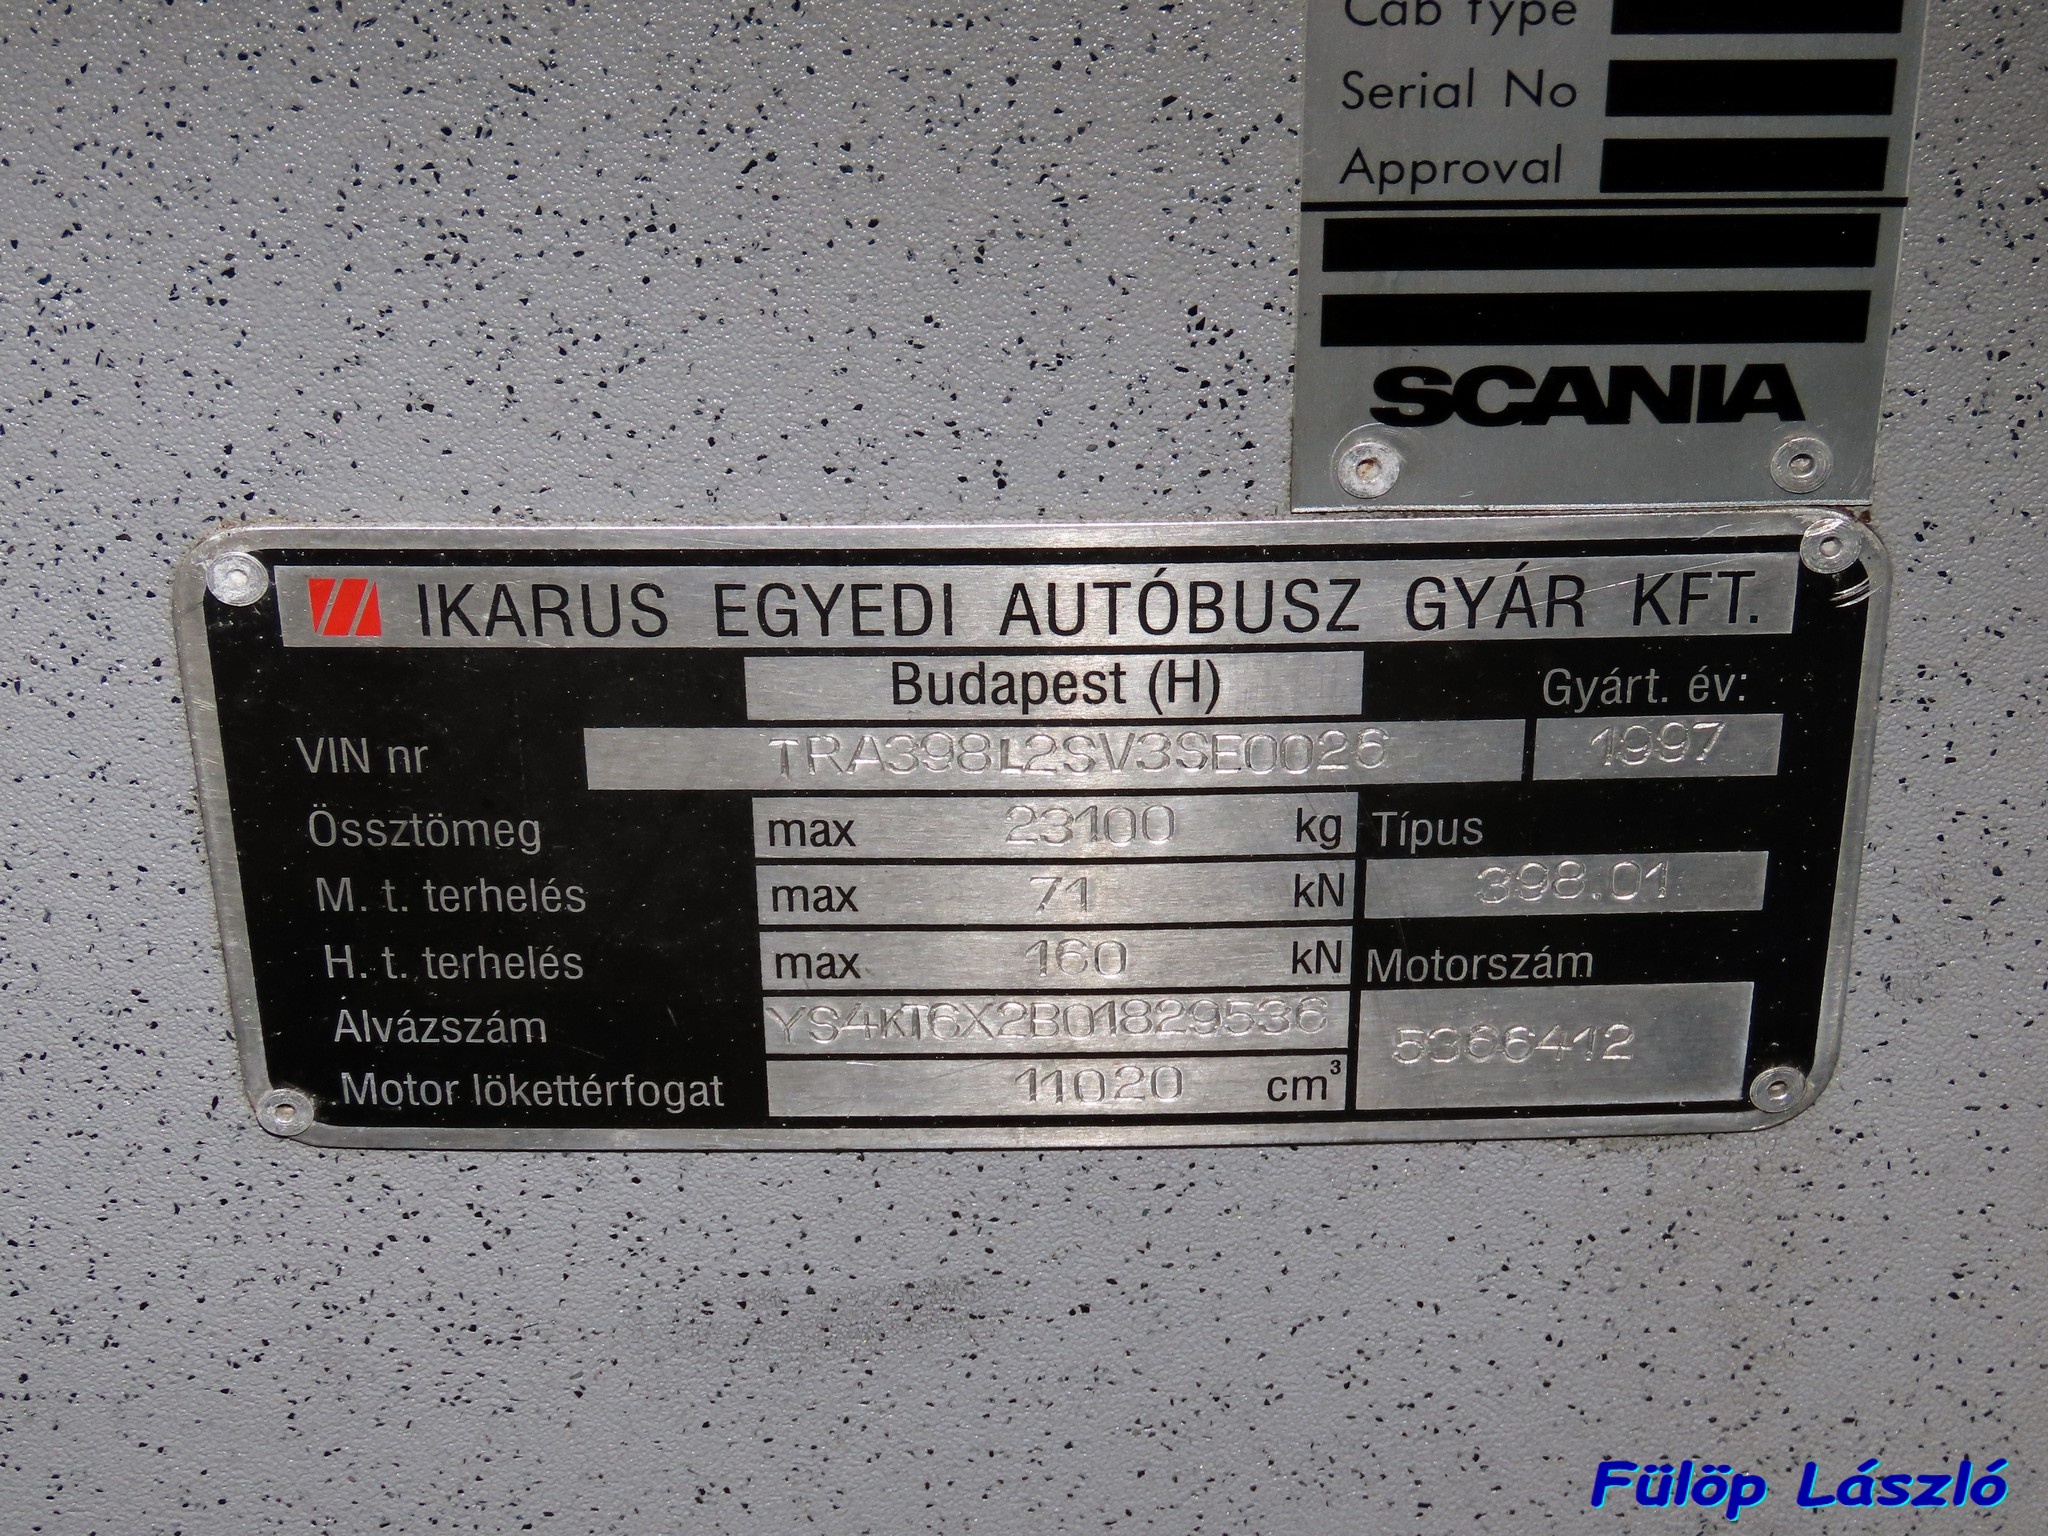 Cab type
Serial No
Approval
SCANIA
IKARUS EGYEDI AUTÓBUSZ GYÁR KFT.
Budapest (H)
Gyárt. év:
VIN nr TRA398L2SV3SE0026 1997
Össztömeg max 23100 kg Típus
M. t. terhelés max 71 kN 398.01
H. t. terhelés max 160 kN Motorszám
Alvázszám YS4KT6X2B01829536 5366412
Motor lökettérfogat 11020 cm³
Fülöp László